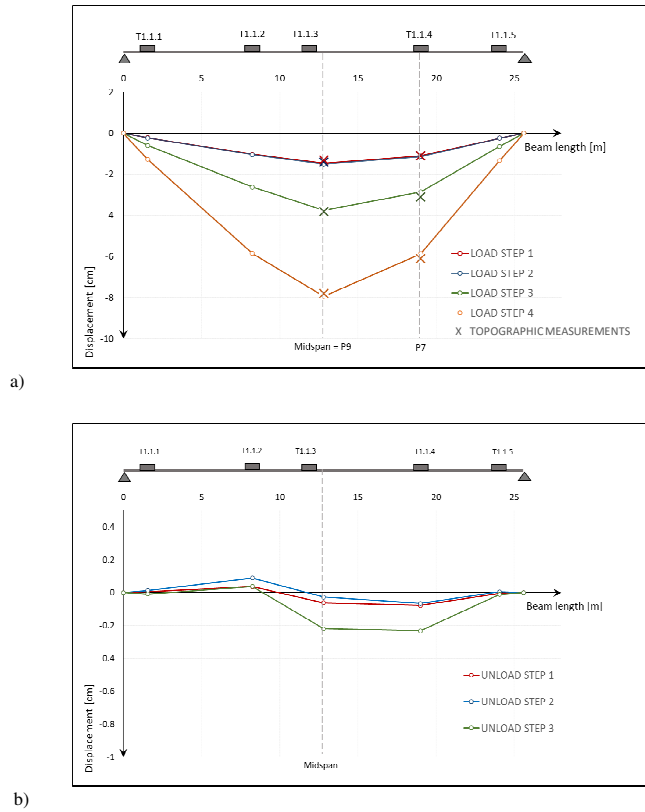 T1.1.1 T1.1.2 T1.1.3 T1.1.4 T1.1.5
0 5 10 15 20 25
2
0
-2
-4
-6
-8
-10
Beam length [m]
Displacement [cm]
LOAD STEP 1
LOAD STEP 2
LOAD STEP 3
LOAD STEP 4
X TOPOGRAPHIC MEASUREMENTS
Midspan = P9 P7
a)
T1.1.1 T1.1.2 T1.1.3 T1.1.4 T1.1.5
0 5 10 15 20 25
0.4
0.2
0
-0.2
-0.4
-0.6
-0.8
-1
Beam length [m]
Displacement [cm]
UNLOAD STEP 1
UNLOAD STEP 2
UNLOAD STEP 3
Midspan
b)